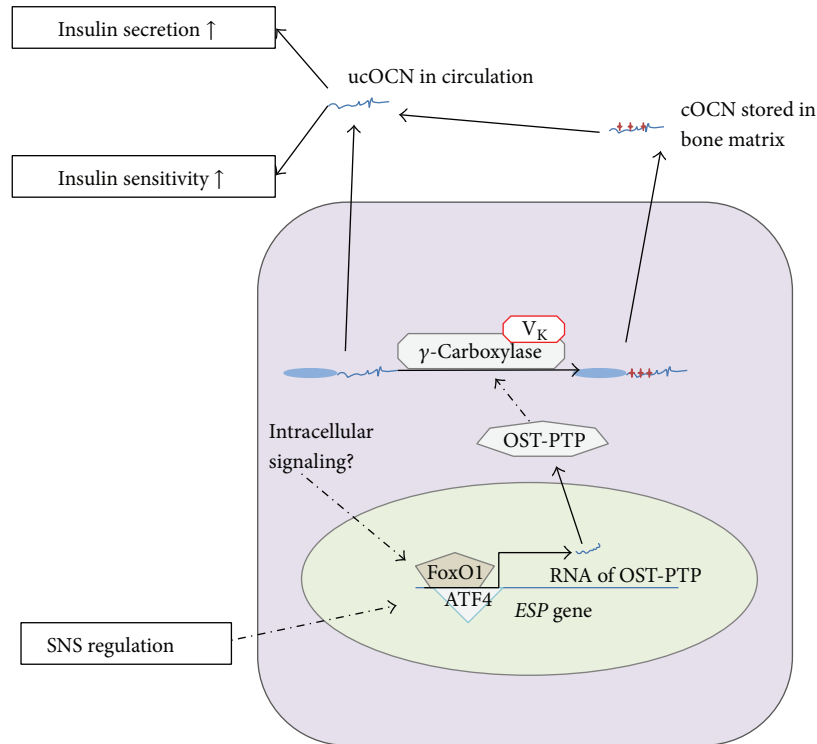 Insulin secretion ↑
ucOCN in circulation
cOCN stored in
bone matrix
Insulin sensitivity ↑
V_K
γ-Carboxylase
OST-PTP
Intracellular
signaling?
FoxO1
RNA of OST-PTP
ATF4
ESP gene
SNS regulation